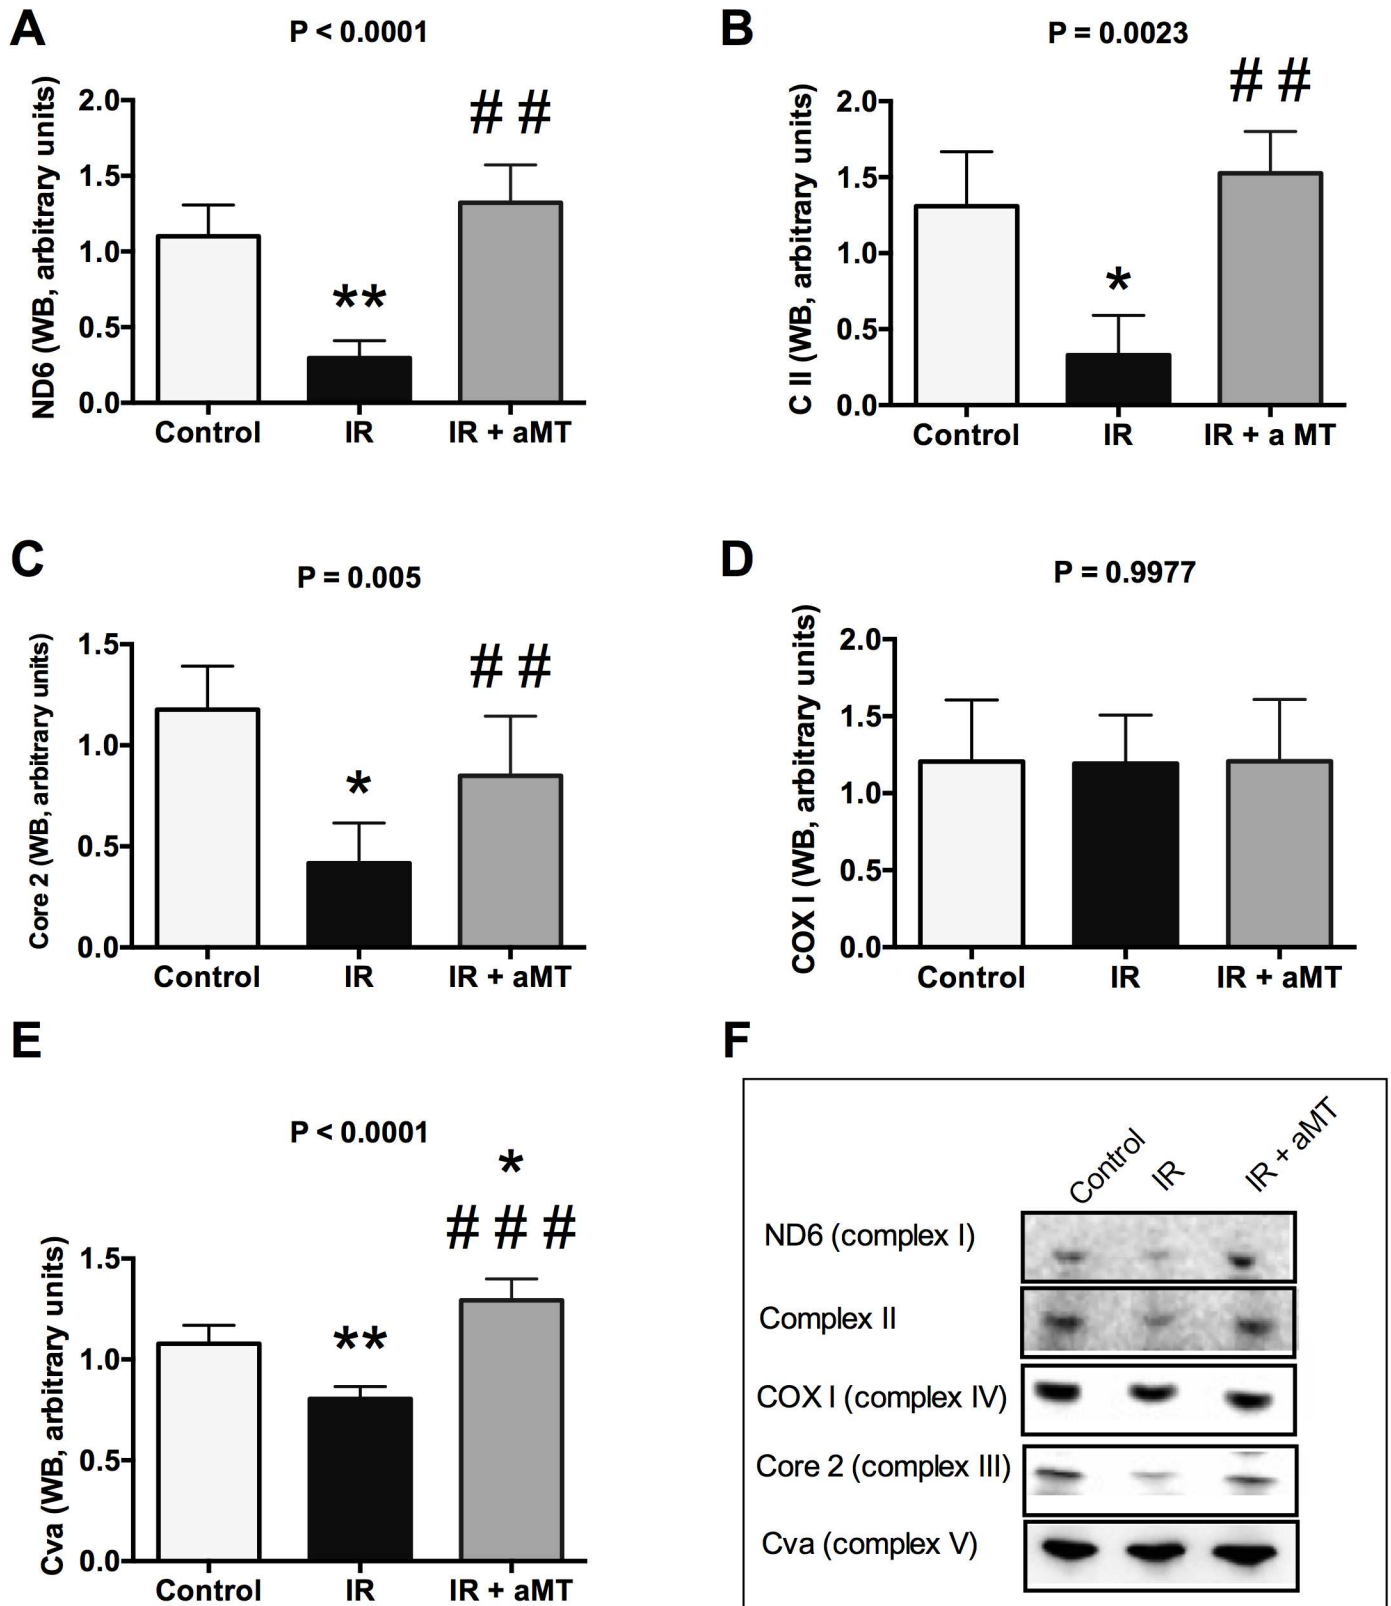 A
P < 0.0001
ND6 (WB, arbitrary units)
2.0
1.5
1.0
0.5
0.0
# #
**
Control IR IR + aMT
B
P = 0.0023
C II (WB, arbitrary units)
2.0
1.5
1.0
0.5
0.0
# #
*
Control IR IR + a MT
C
P = 0.005
Core 2 (WB, arbitrary units)
1.5
1.0
0.5
0.0
# #
*
Control IR IR + aMT
D
P = 0.9977
COX I (WB, arbitrary units)
2.0
1.5
1.0
0.5
0.0
Control IR IR + aMT
E
P < 0.0001
Cva (WB, arbitrary units)
1.5
1.0
0.5
0.0
*
# # #
**
Control IR IR + aMT
F
Control IR IR + aMT
ND6 (complex I)
Complex II
COX I (complex IV)
Core 2 (complex III)
Cva (complex V)